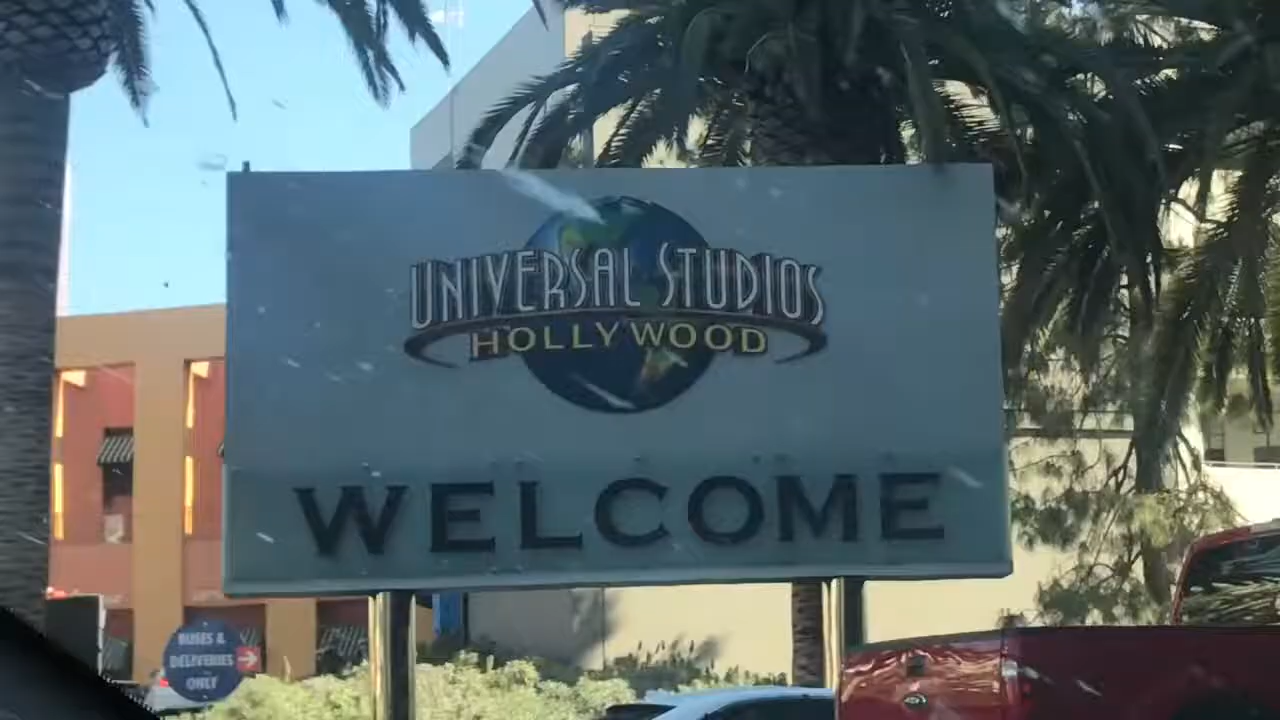 UNIVERSAL STUDIOS
HOLLYWOOD
WELCOME
BUSES &
DELIVERIES
ONLY